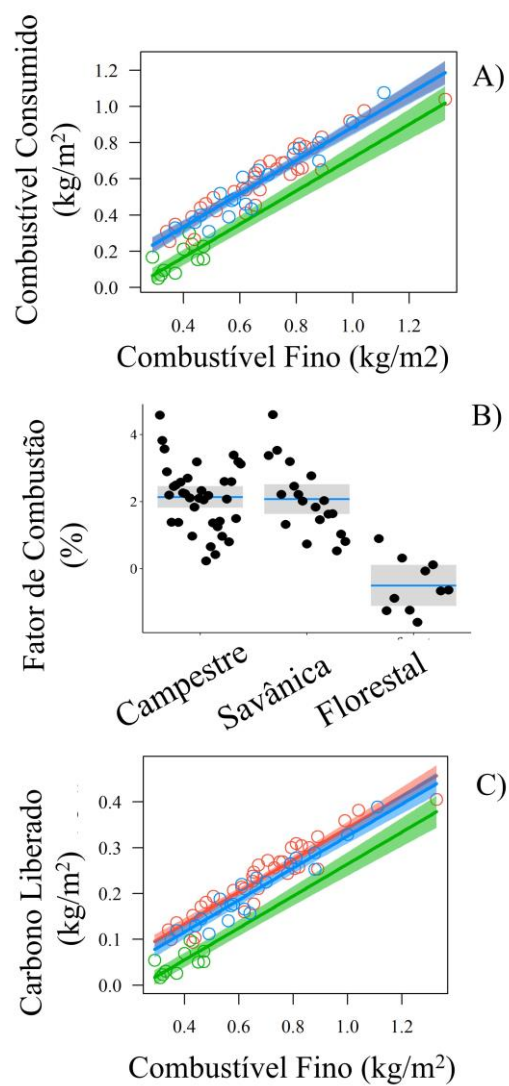 A)
Combustível Consumido
(kg/m²)
1.2
1.0
0.8
0.6
0.4
0.2
0.0
0.4 0.6 0.8 1.0 1.2
Combustível Fino (kg/m2)
B)
Fator de Combustão
(%)
4
2
0
Campestre
Savânica
Florestal
C)
Carbono Liberado
(kg/m²)
0.4
0.3
0.2
0.1
0.0
0.4 0.6 0.8 1.0 1.2
Combustível Fino (kg/m²)